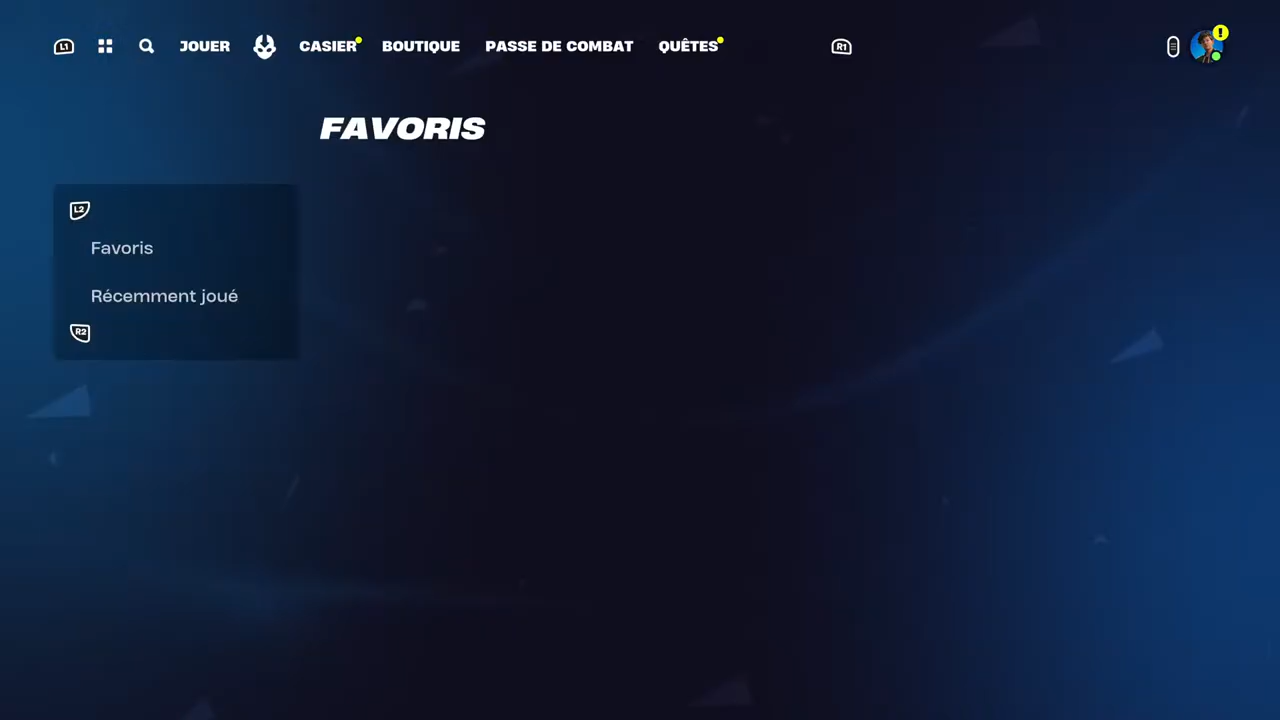 L1 JOUER CASIER BOUTIQUE PASSE DE COMBAT QUÊTES R1 !
FAVORIS
L2
Favoris
Récemment joué
R2